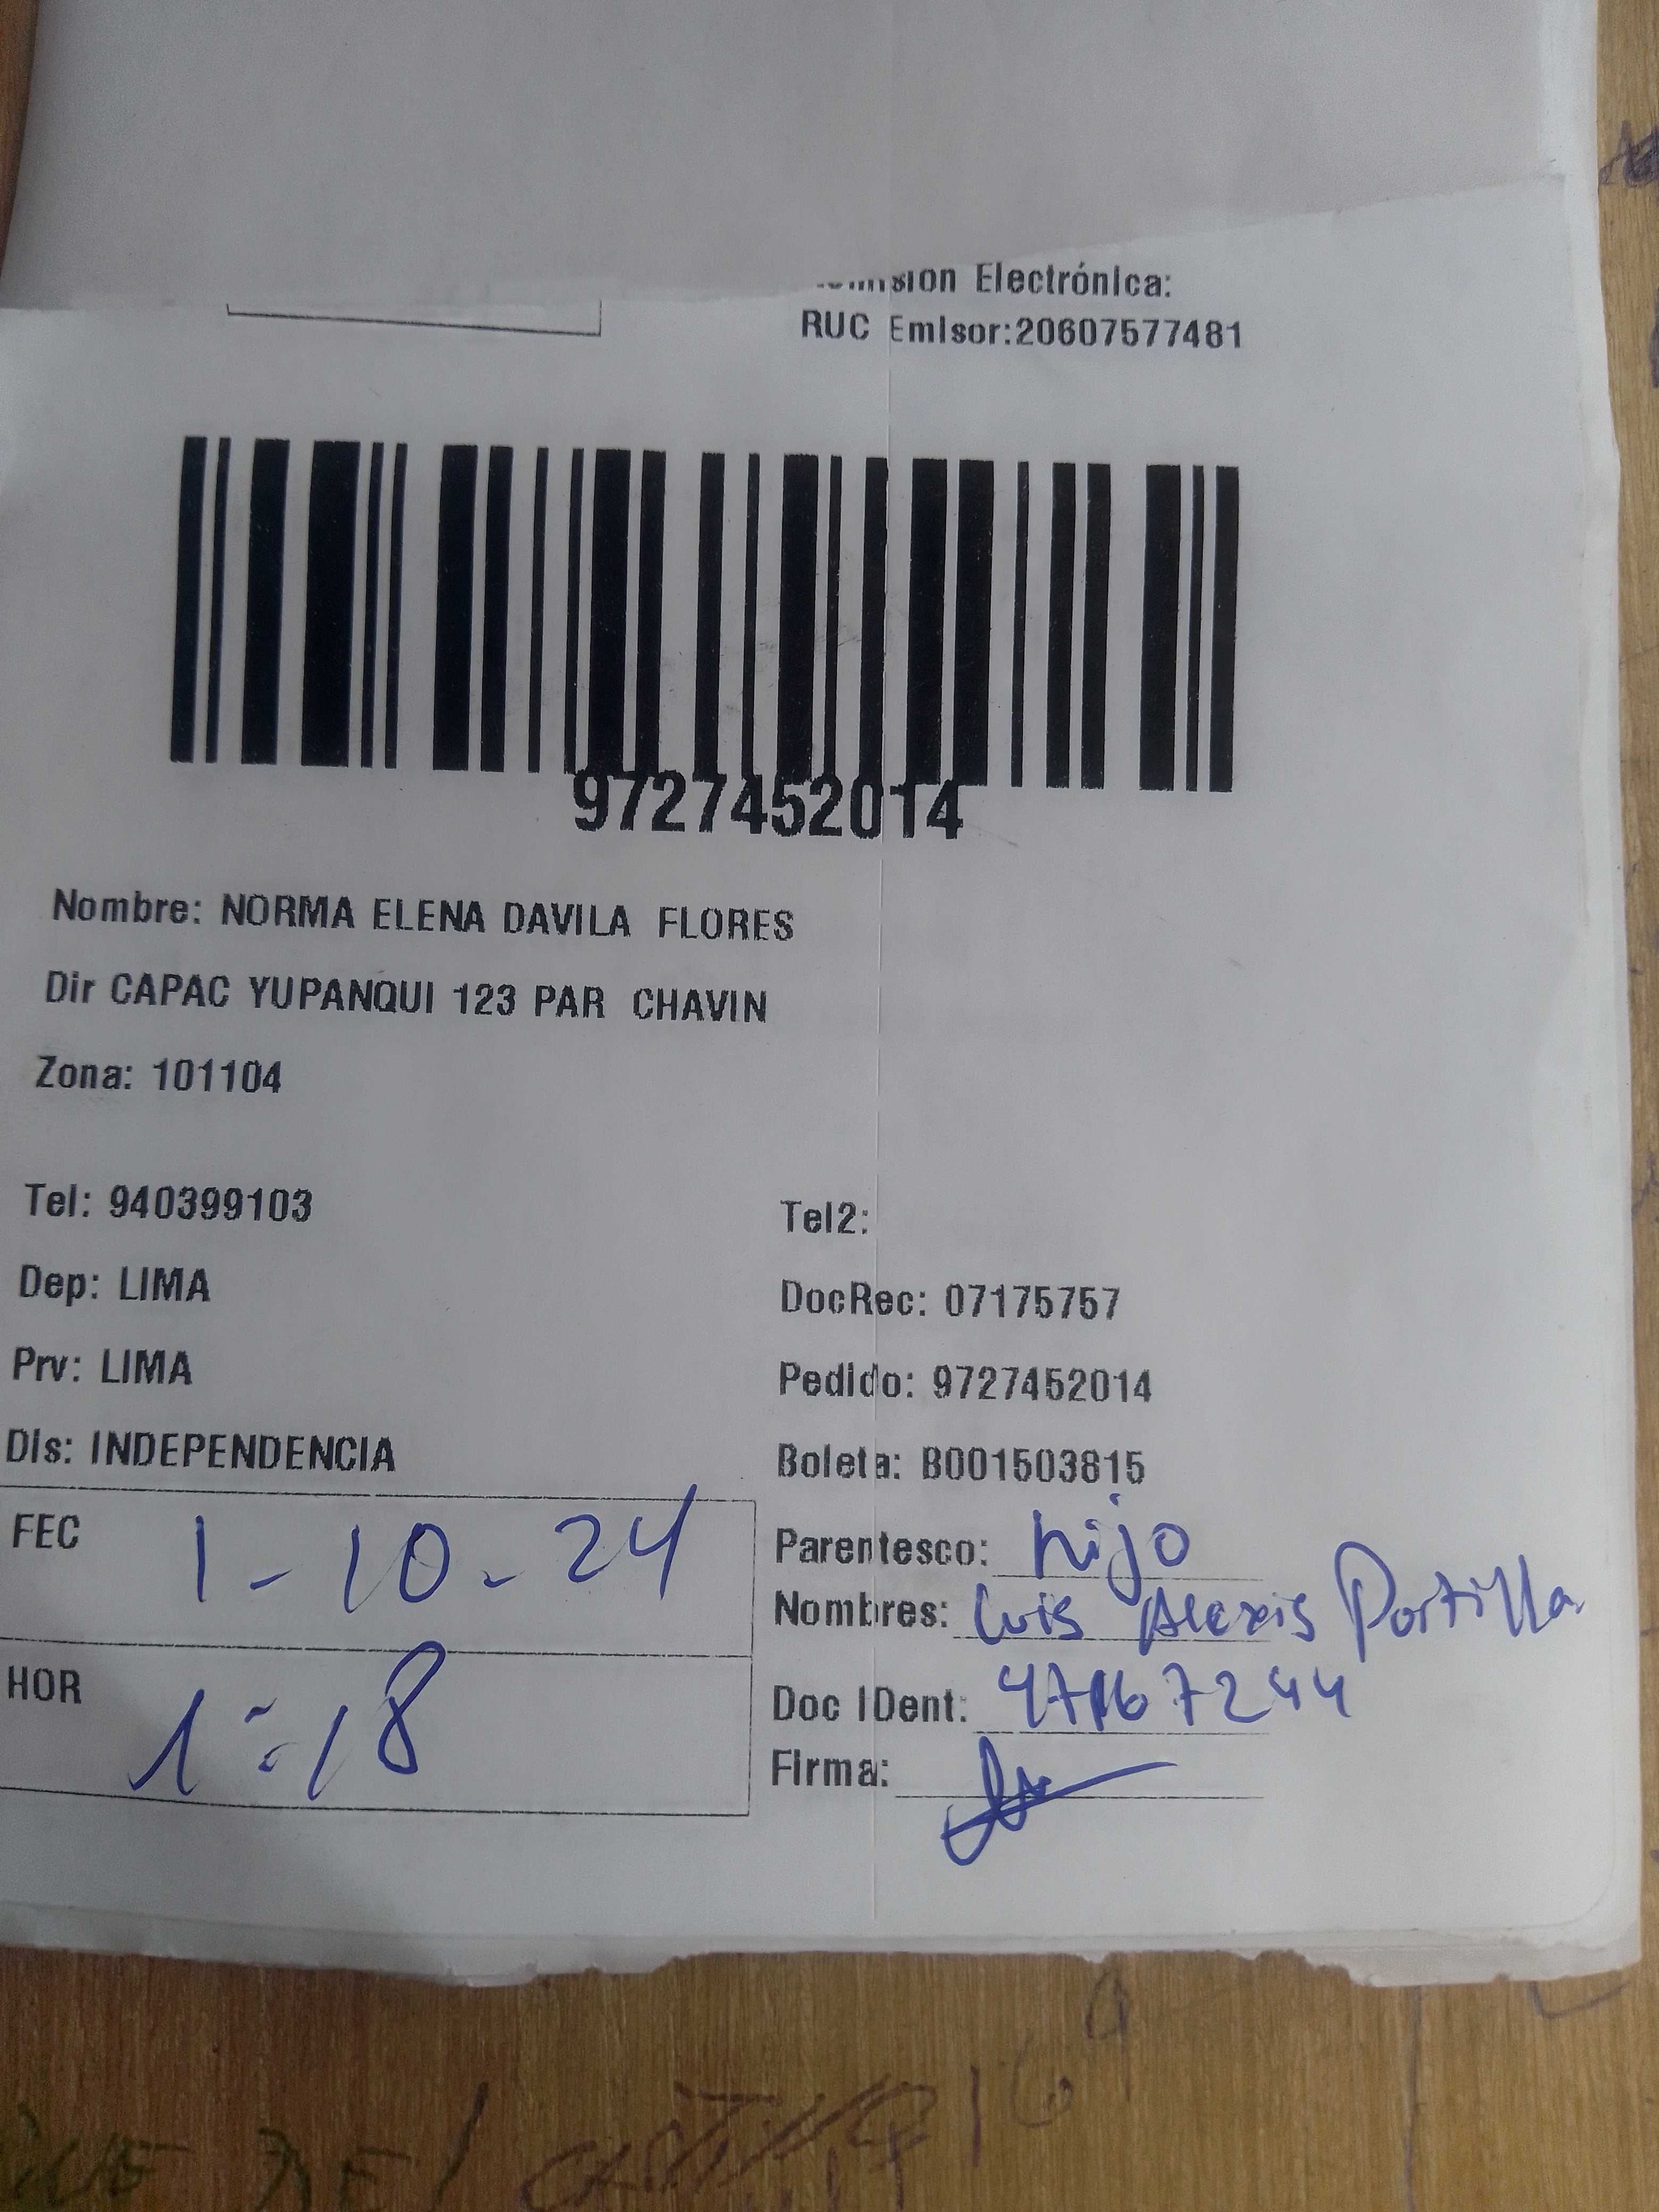 Electrónica:
RUC Emisor:20607577481
9727452014
Nombre: NORMA ELENA DAVILA FLORES
Dir CAPAC YUPANQUI 123 PAR CHAVIN
Zona: 101104
Tel: 940399103
Tel2:
Dep: LIMA
DocRec: 07175757
Prv: LIMA
Pedido: 9727452014
Dis: INDEPENDENCIA
Boleta: B001503815
FEC 1-10-24
Parentesco: hijo
Nombres: Luis Alexis Portilla
HOR 1:18
Doc IDent:
Firma: